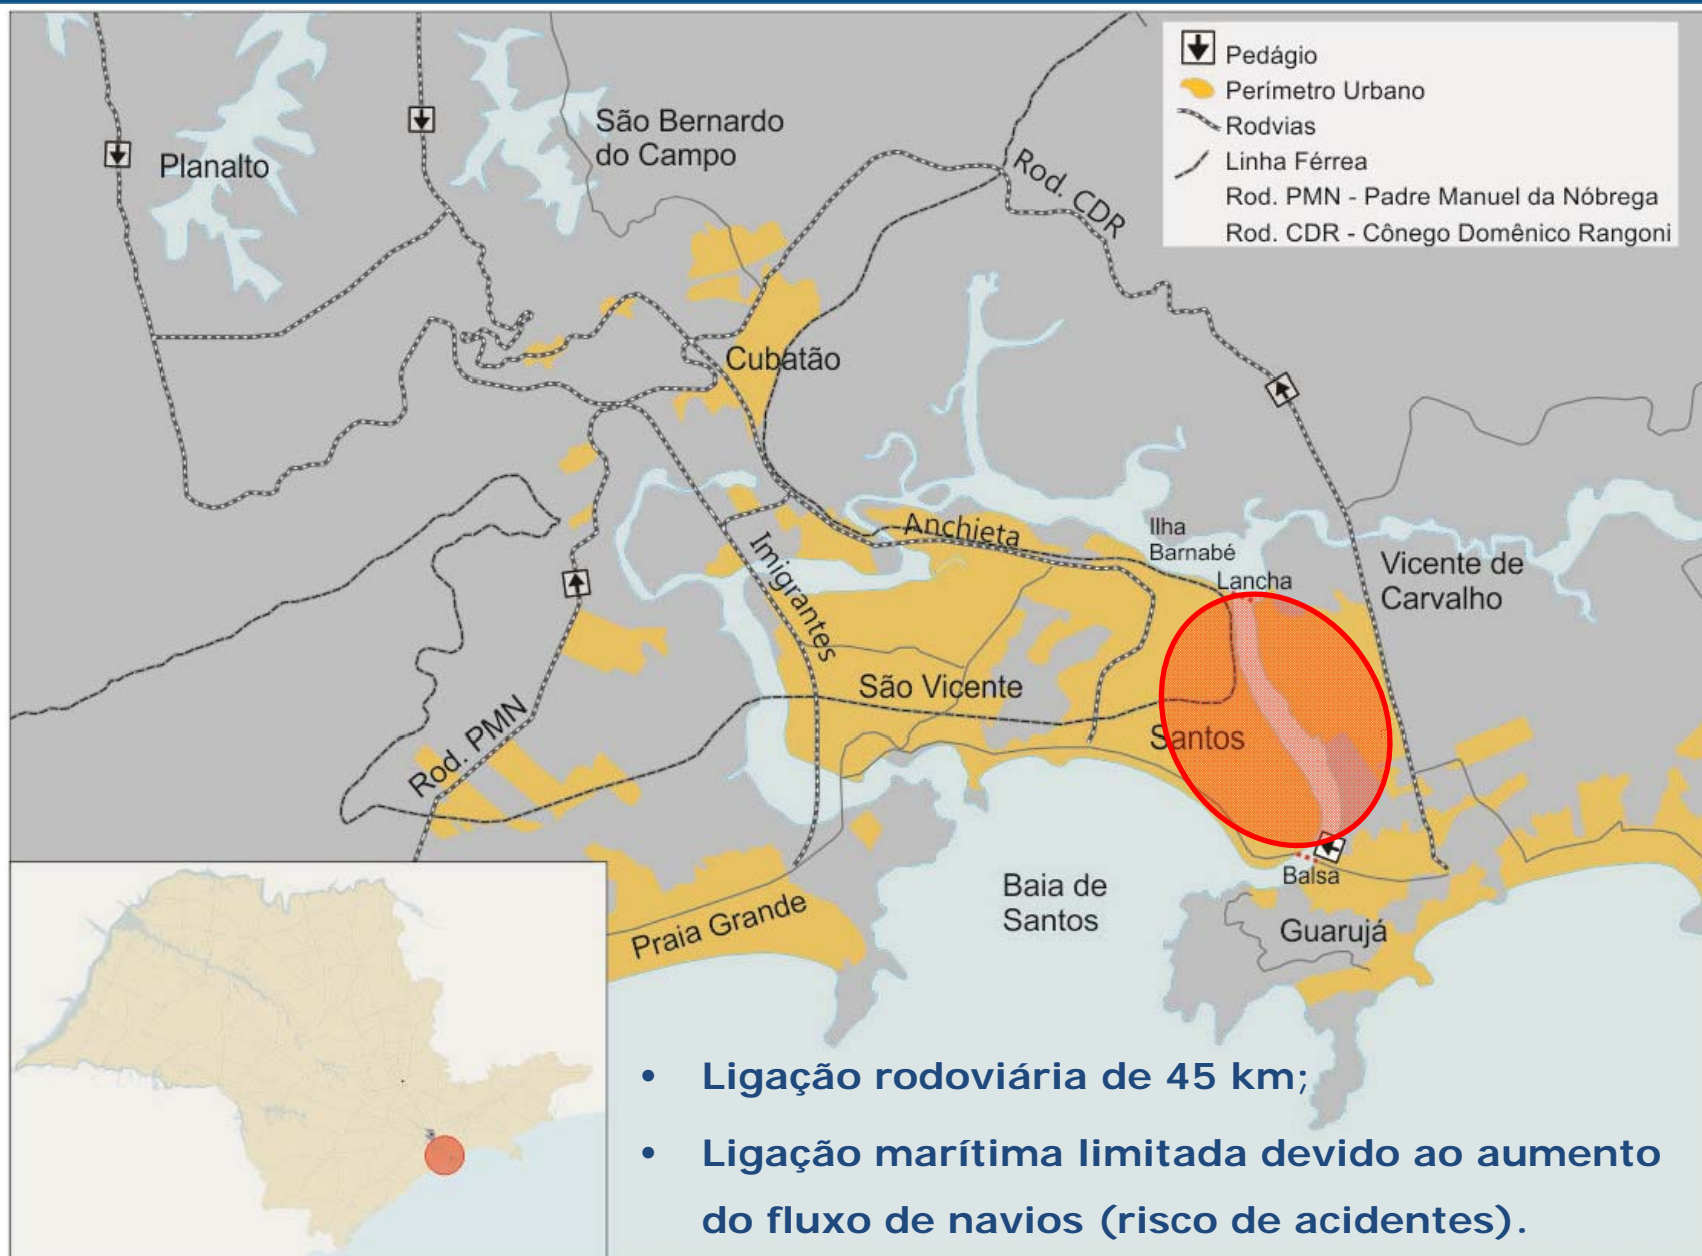 Pedágio
Perímetro Urbano
Rodvias
Linha Férrea
Rod. PMN - Padre Manuel da Nóbrega
Rod. CDR - Cônego Domênico Rangoni
São Bernardo
do Campo
Planalto
Rod. CDR
Cubatão
Anchieta
Ilha
Barnabé
Lancha
Vicente de
Carvalho
Imigrantes
São Vicente
Santos
Rod. PMN
Balsa
Baia de
Santos
Guarujá
Praia Grande
• Ligação rodoviária de 45 km;
• Ligação marítima limitada devido ao aumento
do fluxo de navios (risco de acidentes).